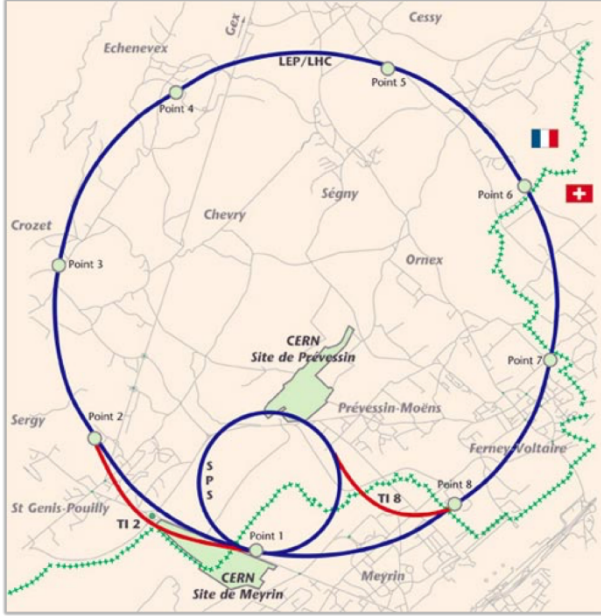 Cessy
Gex
Echenevex
LEP/LHC
Point 5
Point 4
Point 6
Ségny
Chevry
Crozet
Ornex
Point 3
CERN
Site de Prévessin
Point 7
Prévessin-Moëns
Point 2
Sergy
Ferney-Voltaire
SPS
Point 8
TI 8
St Genis-Pouilly
TI 2
Point 1
Meyrin
CERN
Site de Meyrin